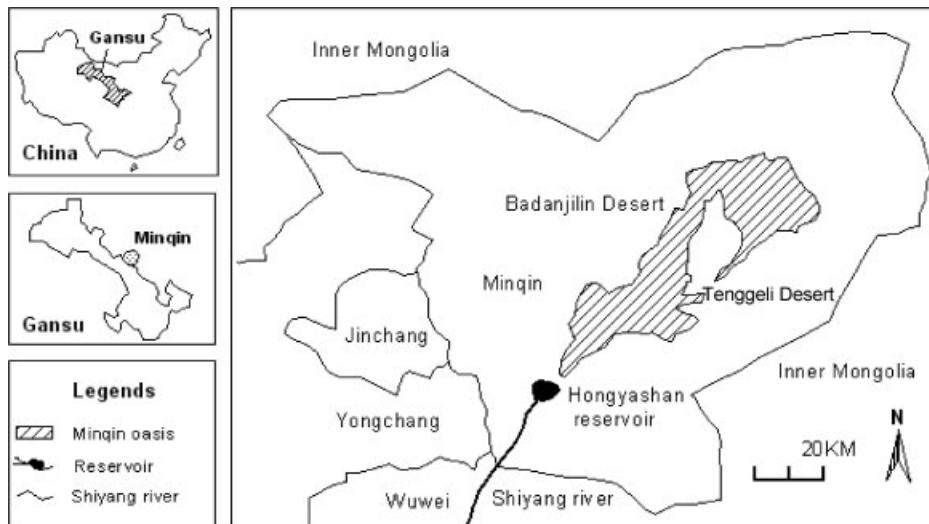 Gansu
China
Minqin
Gansu
Legends
Minqin oasis
Reservoir
Shiyang river
Inner Mongolia
Badanjilin Desert
Minqin
Tenggeli Desert
Jinchang
Inner Mongolia
Hongyashan
reservoir
Yongchang
N
20KM
Wuwei
Shiyang river